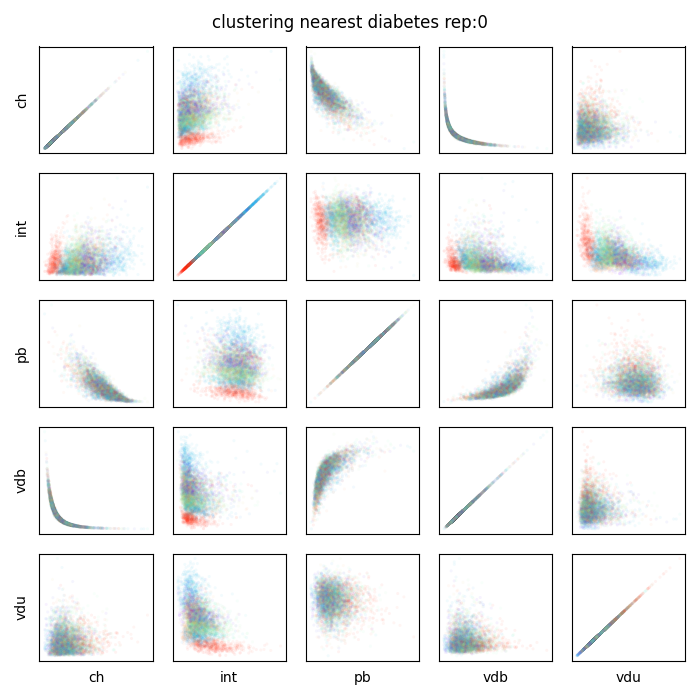 clustering nearest diabetes rep:0
ch
int
pb
vdb
vdu
ch int pb vdb vdu